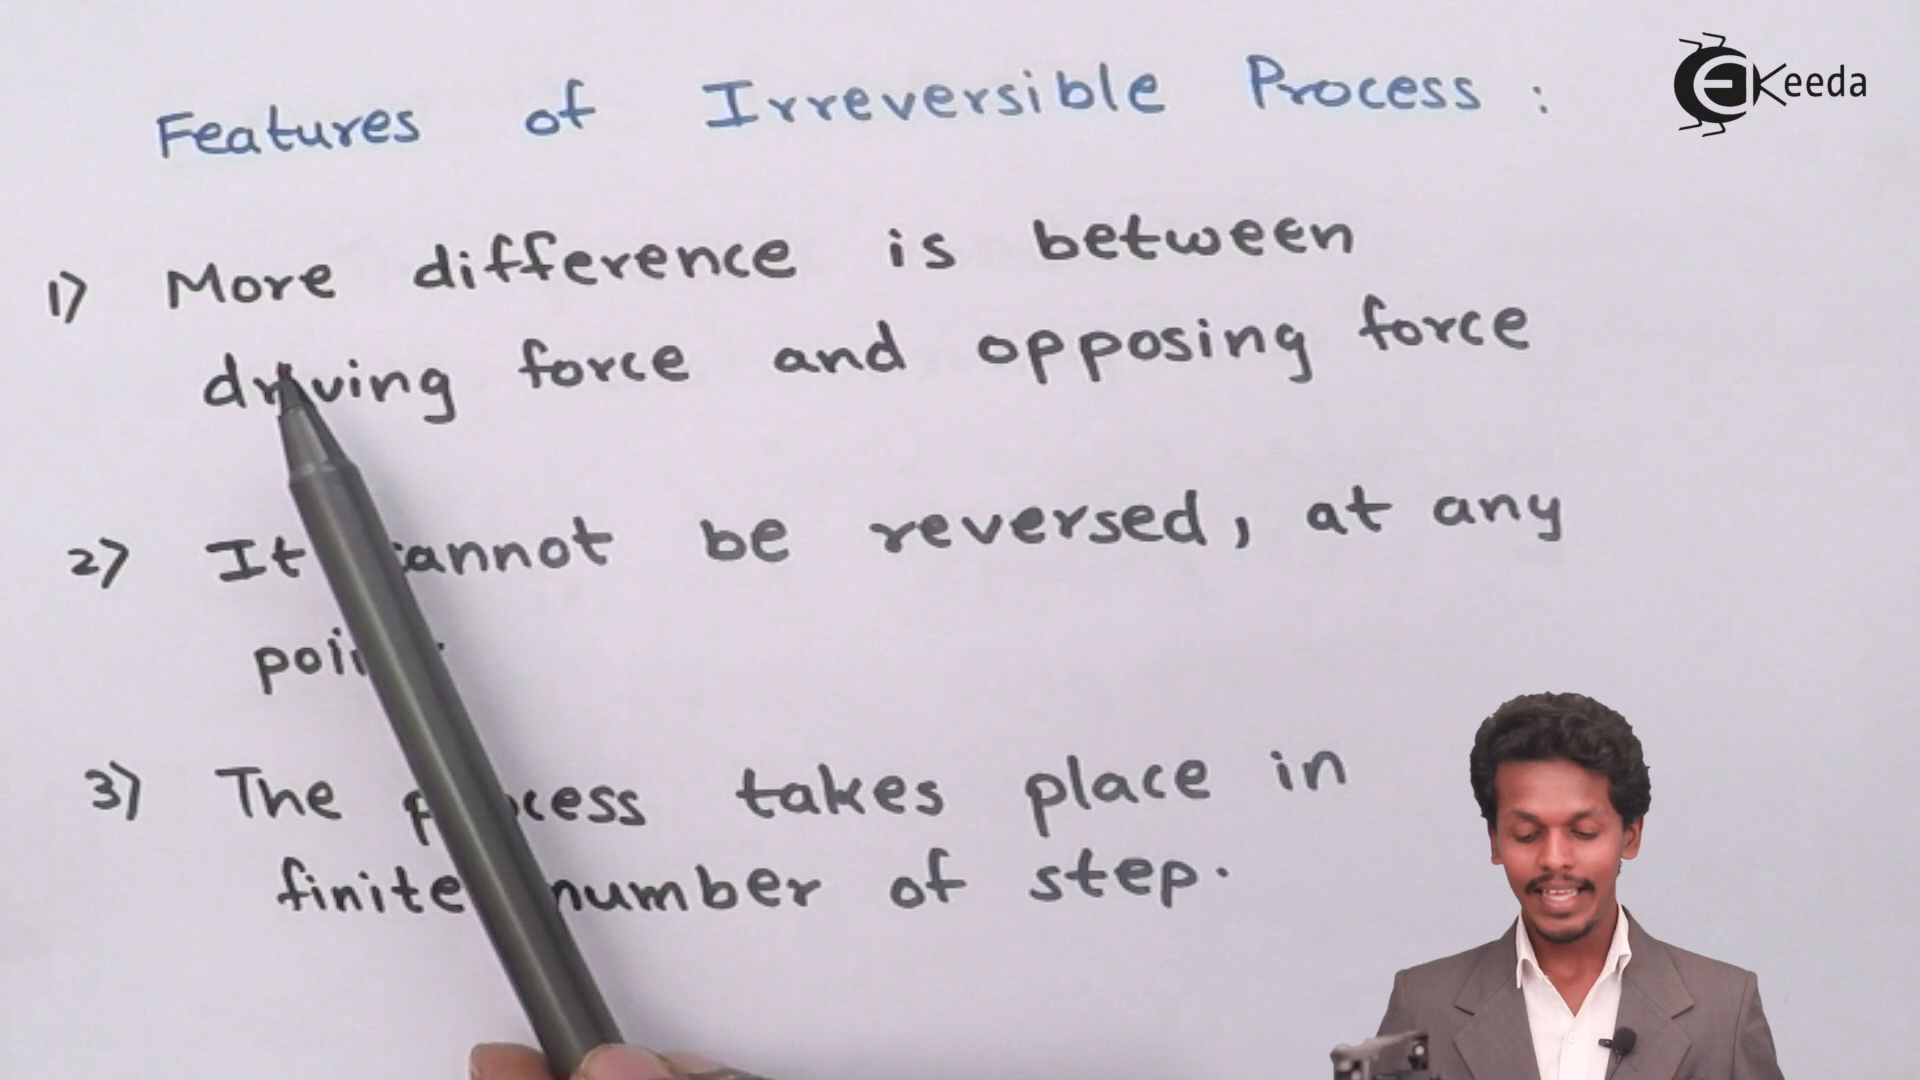 Features of Irreversible Process :
EKeeda
1) More difference is between
driving force and opposing force
2) It cannot be reversed, at any
3) The process takes place in
finite number of step.